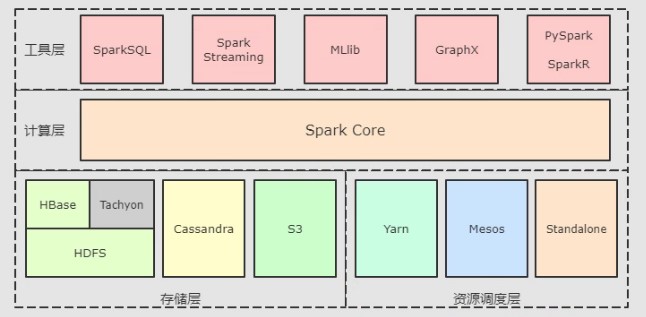 工具层
SparkSQL
Spark
Streaming
MLlib
GraphX
PySpark
SparkR
计算层
Spark Core
HBase
Tachyon
HDFS
Cassandra
S3
Yarn
Mesos
Standalone
存储层
资源调度层